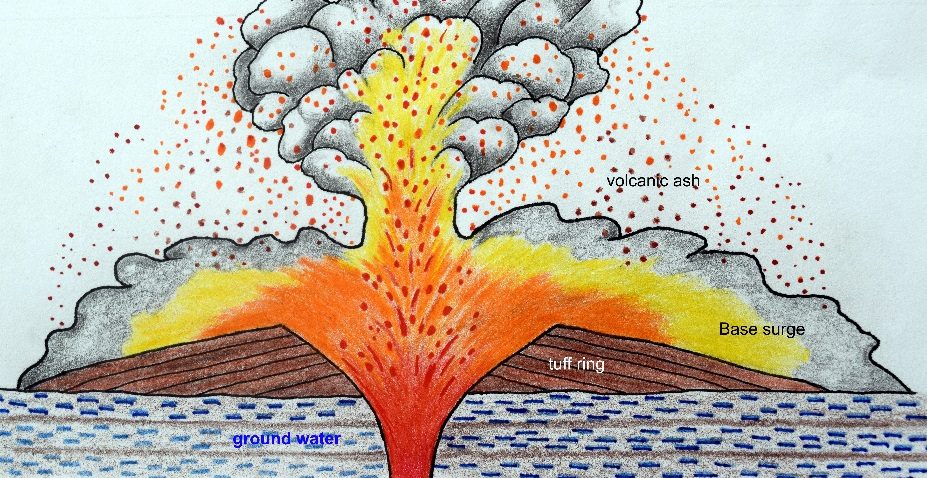 volcanic ash
Base surge
tuff ring
ground water